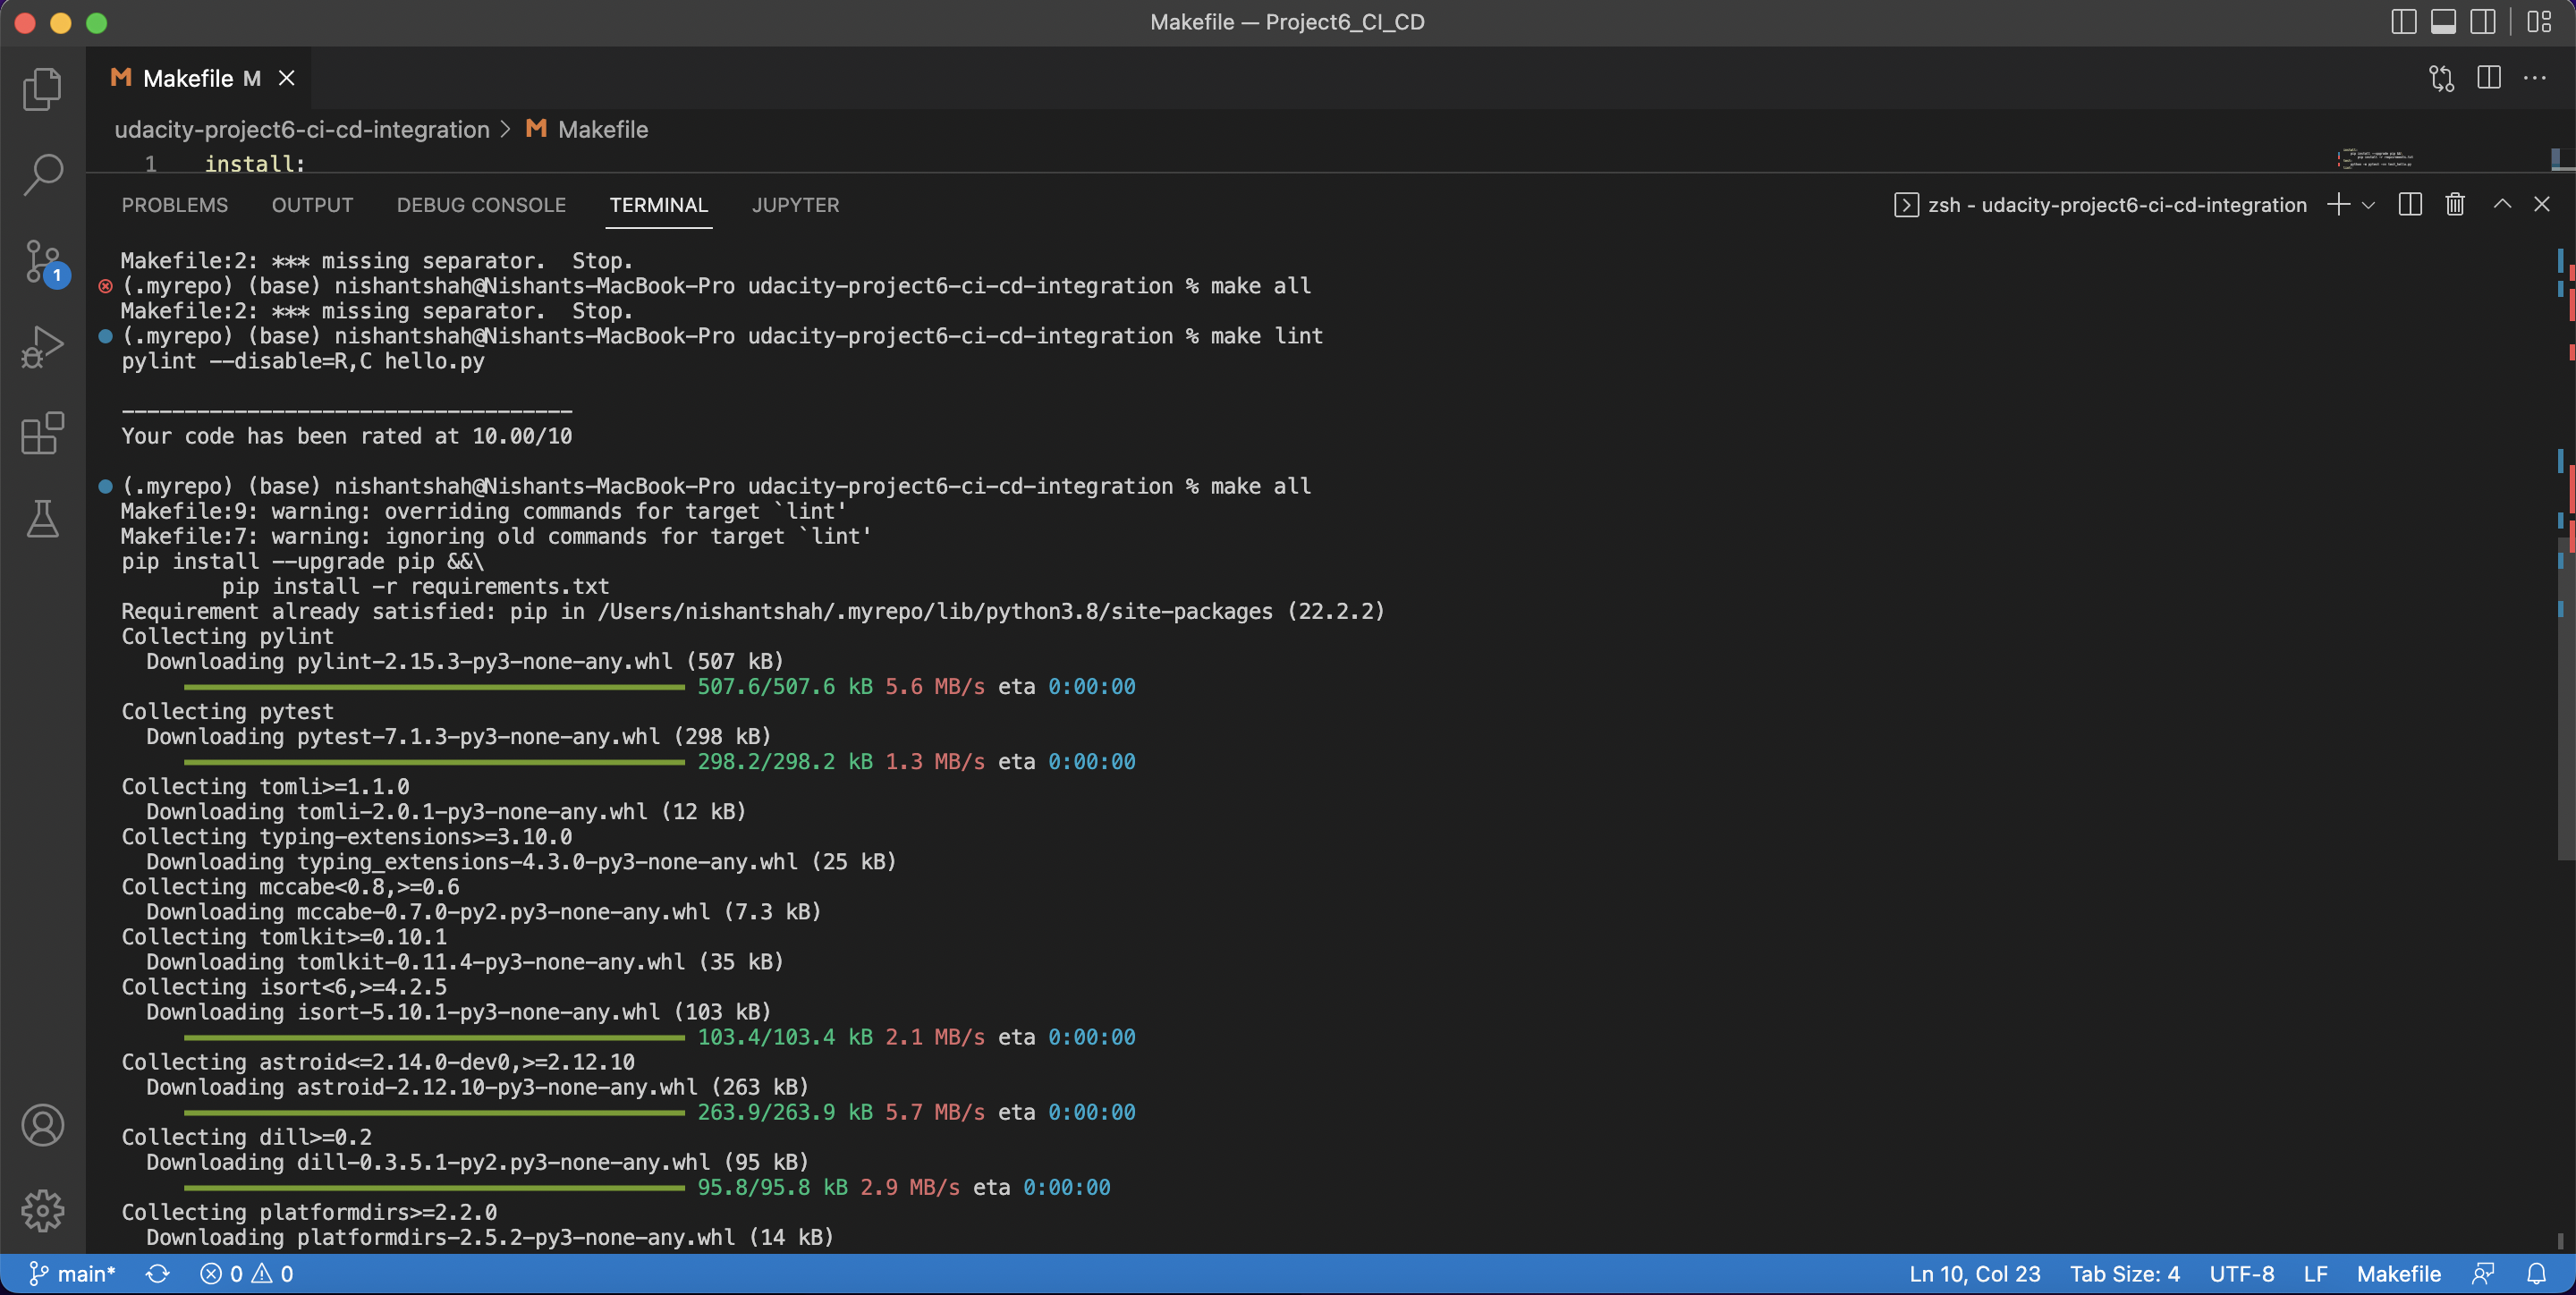 Makefile — Project6_CI_CD
Makefile M
udacity-project6-ci-cd-integration > Makefile
1 install:
PROBLEMS OUTPUT DEBUG CONSOLE TERMINAL JUPYTER zsh - udacity-project6-ci-cd-integration
Makefile:2: *** missing separator.  Stop.
(.myrepo) (base) nishantshah@Nishants-MacBook-Pro udacity-project6-ci-cd-integration % make all
Makefile:2: *** missing separator.  Stop.
(.myrepo) (base) nishantshah@Nishants-MacBook-Pro udacity-project6-ci-cd-integration % make lint
pylint --disable=R,C hello.py
------------------------------------
Your code has been rated at 10.00/10
(.myrepo) (base) nishantshah@Nishants-MacBook-Pro udacity-project6-ci-cd-integration % make all
Makefile:9: warning: overriding commands for target `lint'
Makefile:7: warning: ignoring old commands for target `lint'
pip install --upgrade pip &&\
pip install -r requirements.txt
Requirement already satisfied: pip in /Users/nishantshah/.myrepo/lib/python3.8/site-packages (22.2.2)
Collecting pylint
Downloading pylint-2.15.3-py3-none-any.whl (507 kB)
507.6/507.6 kB 5.6 MB/s eta 0:00:00
Collecting pytest
Downloading pytest-7.1.3-py3-none-any.whl (298 kB)
298.2/298.2 kB 1.3 MB/s eta 0:00:00
Collecting tomli>=1.1.0
Downloading tomli-2.0.1-py3-none-any.whl (12 kB)
Collecting typing-extensions>=3.10.0
Downloading typing_extensions-4.3.0-py3-none-any.whl (25 kB)
Collecting mccabe<0.8,>=0.6
Downloading mccabe-0.7.0-py2.py3-none-any.whl (7.3 kB)
Collecting tomlkit>=0.10.1
Downloading tomlkit-0.11.4-py3-none-any.whl (35 kB)
Collecting isort<6,>=4.2.5
Downloading isort-5.10.1-py3-none-any.whl (103 kB)
103.4/103.4 kB 2.1 MB/s eta 0:00:00
Collecting astroid<=2.14.0-dev0,>=2.12.10
Downloading astroid-2.12.10-py3-none-any.whl (263 kB)
263.9/263.9 kB 5.7 MB/s eta 0:00:00
Collecting dill>=0.2
Downloading dill-0.3.5.1-py2.py3-none-any.whl (95 kB)
95.8/95.8 kB 2.9 MB/s eta 0:00:00
Collecting platformdirs>=2.2.0
Downloading platformdirs-2.5.2-py3-none-any.whl (14 kB)
1
main* 0 0 Ln 10, Col 23 Tab Size: 4 UTF-8 LF Makefile